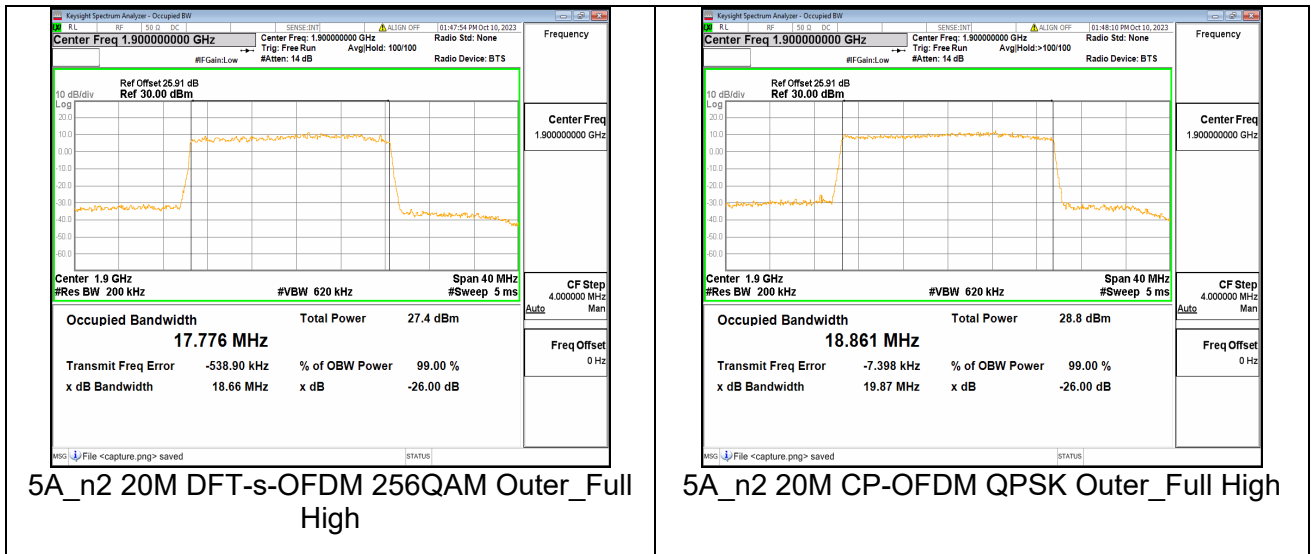 Keysight Spectrum Analyzer - Occupied BW
RL RF 50 Ω DC SENSE:INT ALIGN OFF 01:47:54 PM Oct 10, 2023
Center Freq 1.900000000 GHz Center Freq: 1.900000000 GHz Radio Std: None
Trig: Free Run Avg|Hold: 100/100
#IFGain:Low #Atten: 14 dB Radio Device: BTS
Ref Offset 25.91 dB
10 dB/div Ref 30.00 dBm
Log
20.0
10.0
0.00
-10.0
-20.0
-30.0
-40.0
-50.0
-60.0
Center 1.9 GHz Span 40 MHz
#Res BW 200 kHz #VBW 620 kHz #Sweep 5 ms
Occupied Bandwidth Total Power 27.4 dBm
17.776 MHz
Transmit Freq Error -538.90 kHz % of OBW Power 99.00 %
x dB Bandwidth 18.66 MHz x dB -26.00 dB
MSG File <capture.png> saved STATUS
Frequency
Center Freq
1.900000000 GHz
CF Step
4.000000 MHz
Auto Man
Freq Offset
0 Hz
5A_n2 20M DFT-s-OFDM 256QAM Outer_Full
High
Keysight Spectrum Analyzer - Occupied BW
RL RF 50 Ω DC SENSE:INT ALIGN OFF 01:48:10 PM Oct 10, 2023
Center Freq 1.900000000 GHz Center Freq: 1.900000000 GHz Radio Std: None
Trig: Free Run Avg|Hold:>100/100
#IFGain:Low #Atten: 14 dB Radio Device: BTS
Ref Offset 25.91 dB
10 dB/div Ref 30.00 dBm
Log
20.0
10.0
0.00
-10.0
-20.0
-30.0
-40.0
-50.0
-60.0
Center 1.9 GHz Span 40 MHz
#Res BW 200 kHz #VBW 620 kHz #Sweep 5 ms
Occupied Bandwidth Total Power 28.8 dBm
18.861 MHz
Transmit Freq Error -7.398 kHz % of OBW Power 99.00 %
x dB Bandwidth 19.87 MHz x dB -26.00 dB
MSG File <capture.png> saved STATUS
Frequency
Center Freq
1.900000000 GHz
CF Step
4.000000 MHz
Auto Man
Freq Offset
0 Hz
5A_n2 20M CP-OFDM QPSK Outer_Full High